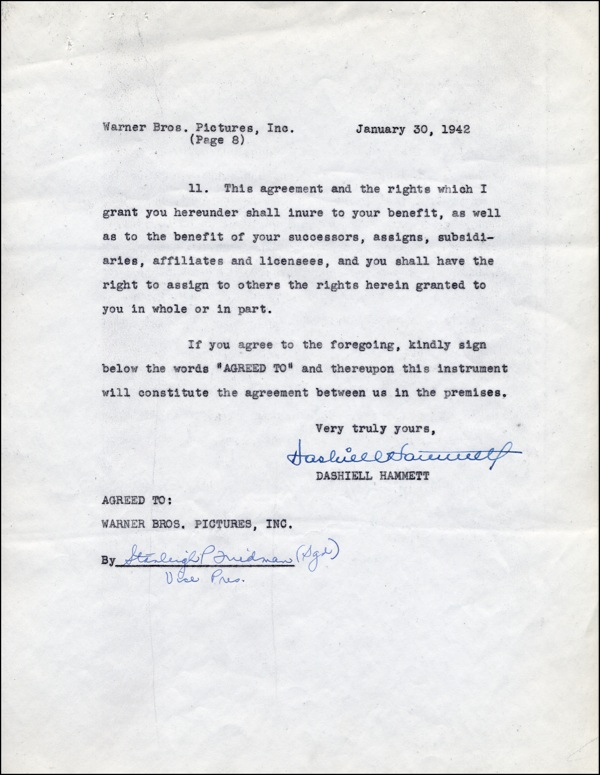 Warner Bros. Pictures, Inc. January 30, 1942
(Page 8)
11. This agreement and the rights which I
grant you hereunder shall inure to your benefit, as well
as to the benefit of your successors, assigns, subsidi-
aries, affiliates and licensees, and you shall have the
right to assign to others the rights herein granted to
you in whole or in part.
If you agree to the foregoing, kindly sign
below the words "AGREED TO" and thereupon this instrument
will constitute the agreement between us in the premises.
Very truly yours,
Dashiell Hammett
DASHIELL HAMMETT
AGREED TO:
WARNER BROS. PICTURES, INC.
By Stanleigh P Friedman (Sgd)
Vice Pres.